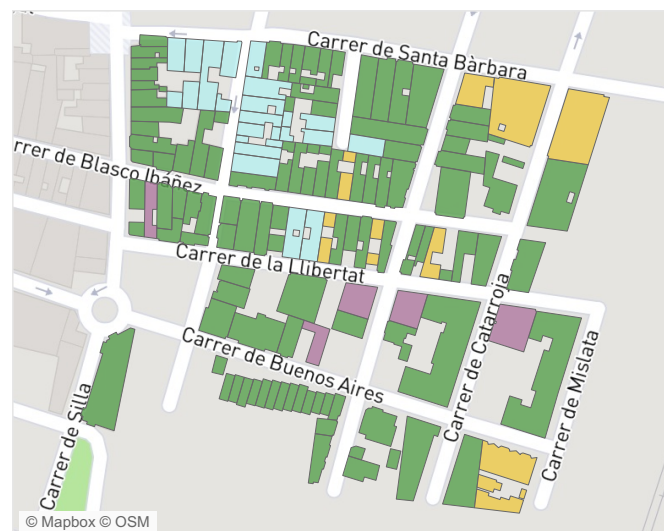 Carrer de Santa Bàrbara
rrer de Blasco Ibáñez
Carrer de la Llibertat
Carrer de Buenos Aires
Carrer de Silla
Carrer de Catarroja
Carrer de Mislata
© Mapbox © OSM